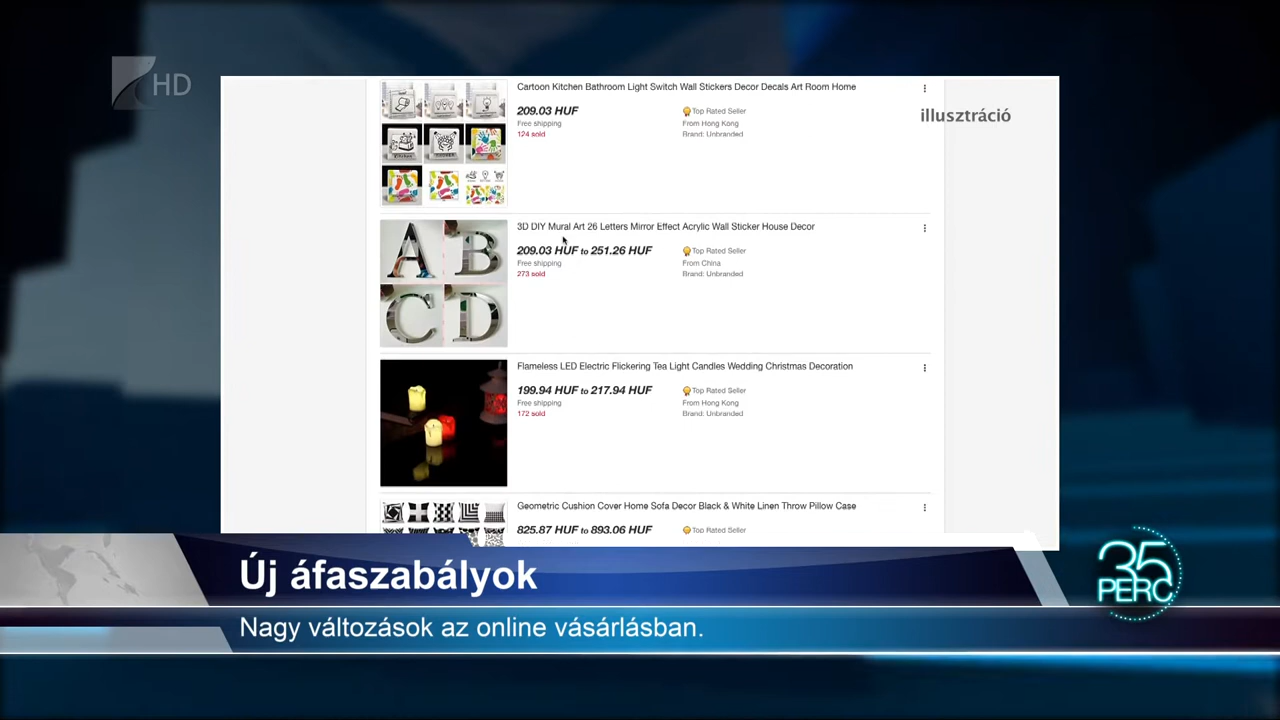 HD
illusztráció
Cartoon Kitchen Bathroom Light Switch Wall Stickers Decor Decals Art Room Home
209.03 HUF
Free shipping
124 sold
Top Rated Seller
From Hong Kong
Brand: Unbranded
3D DIY Mural Art 26 Letters Mirror Effect Acrylic Wall Sticker House Decor
209.03 HUF to 251.26 HUF
Free shipping
273 sold
Top Rated Seller
From China
Brand: Unbranded
A B
C D
Flameless LED Electric Flickering Tea Light Candles Wedding Christmas Decoration
199.94 HUF to 217.94 HUF
Free shipping
172 sold
Top Rated Seller
From Hong Kong
Brand: Unbranded
Geometric Cushion Cover Home Sofa Decor Black & White Linen Throw Pillow Case
825.87 HUF to 893.06 HUF
Top Rated Seller
Új áfaszabályok
Nagy változások az online vásárlásban.
35
PERC